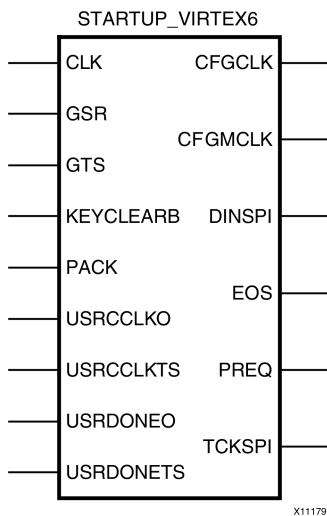 STARTUP_VIRTEX6
CLK CFGCLK
GSR
CFGMCLK
GTS
KEYCLEARB DINSPI
PACK
EOS
USRCCLKO
USRCCLKTS PREQ
USRDONEO
TCKSPI
USRDONETS
X11179